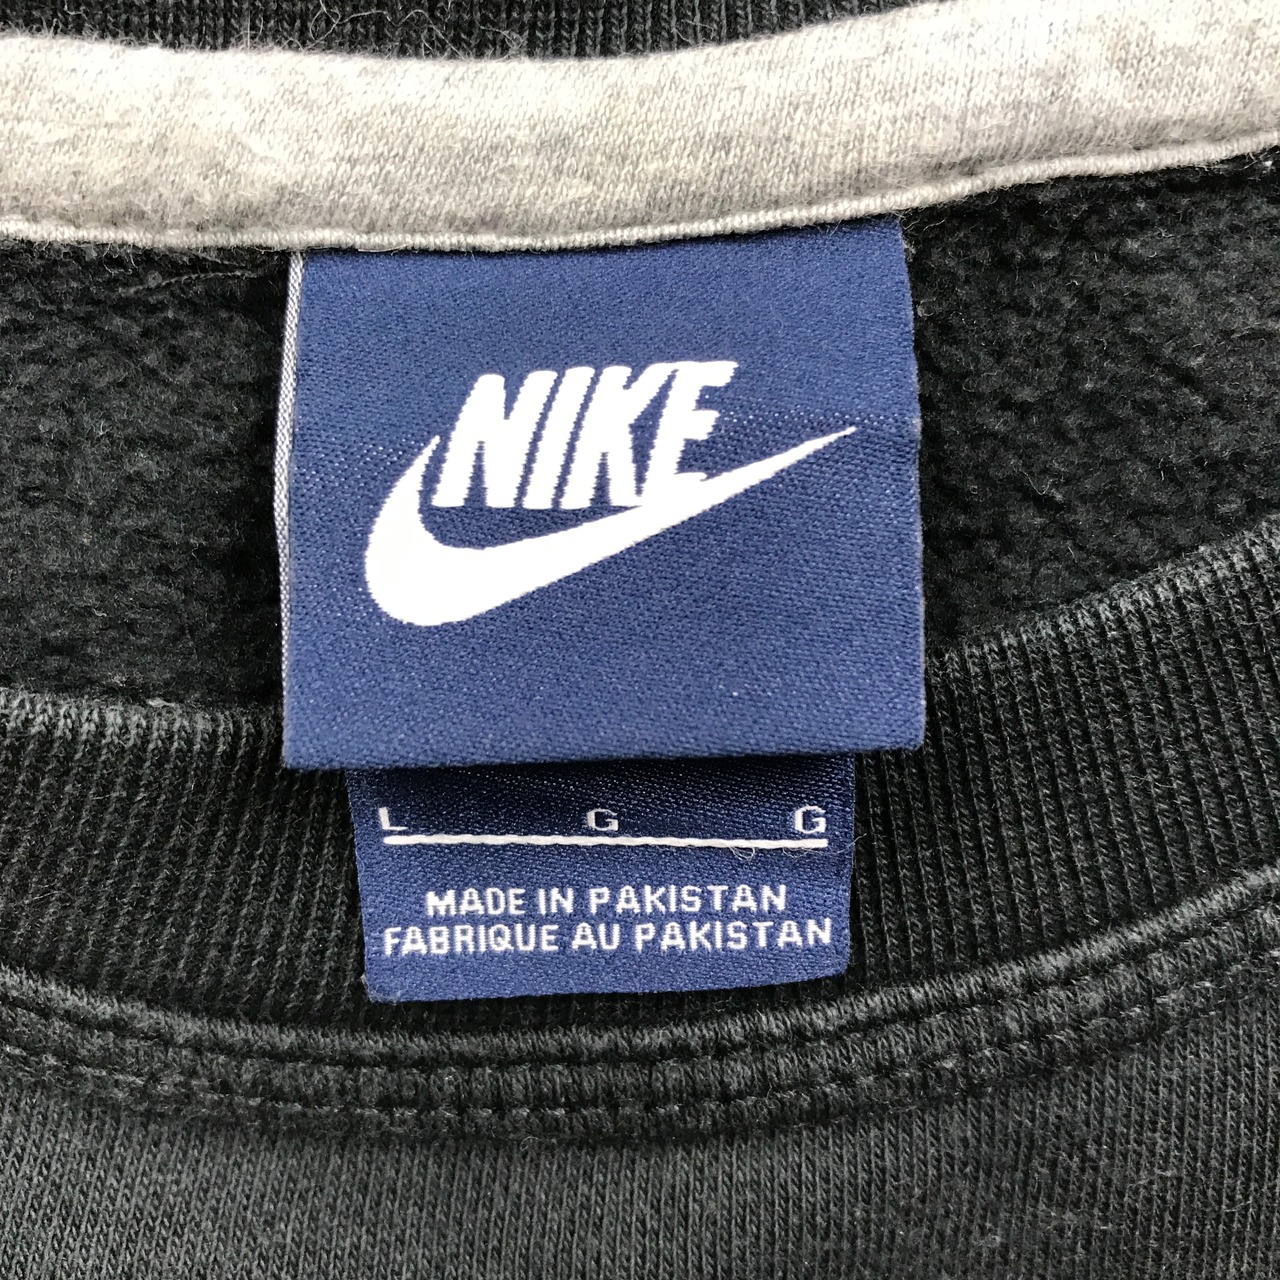 NIKE
L G G
MADE IN PAKISTAN
FABRIQUE AU PAKISTAN